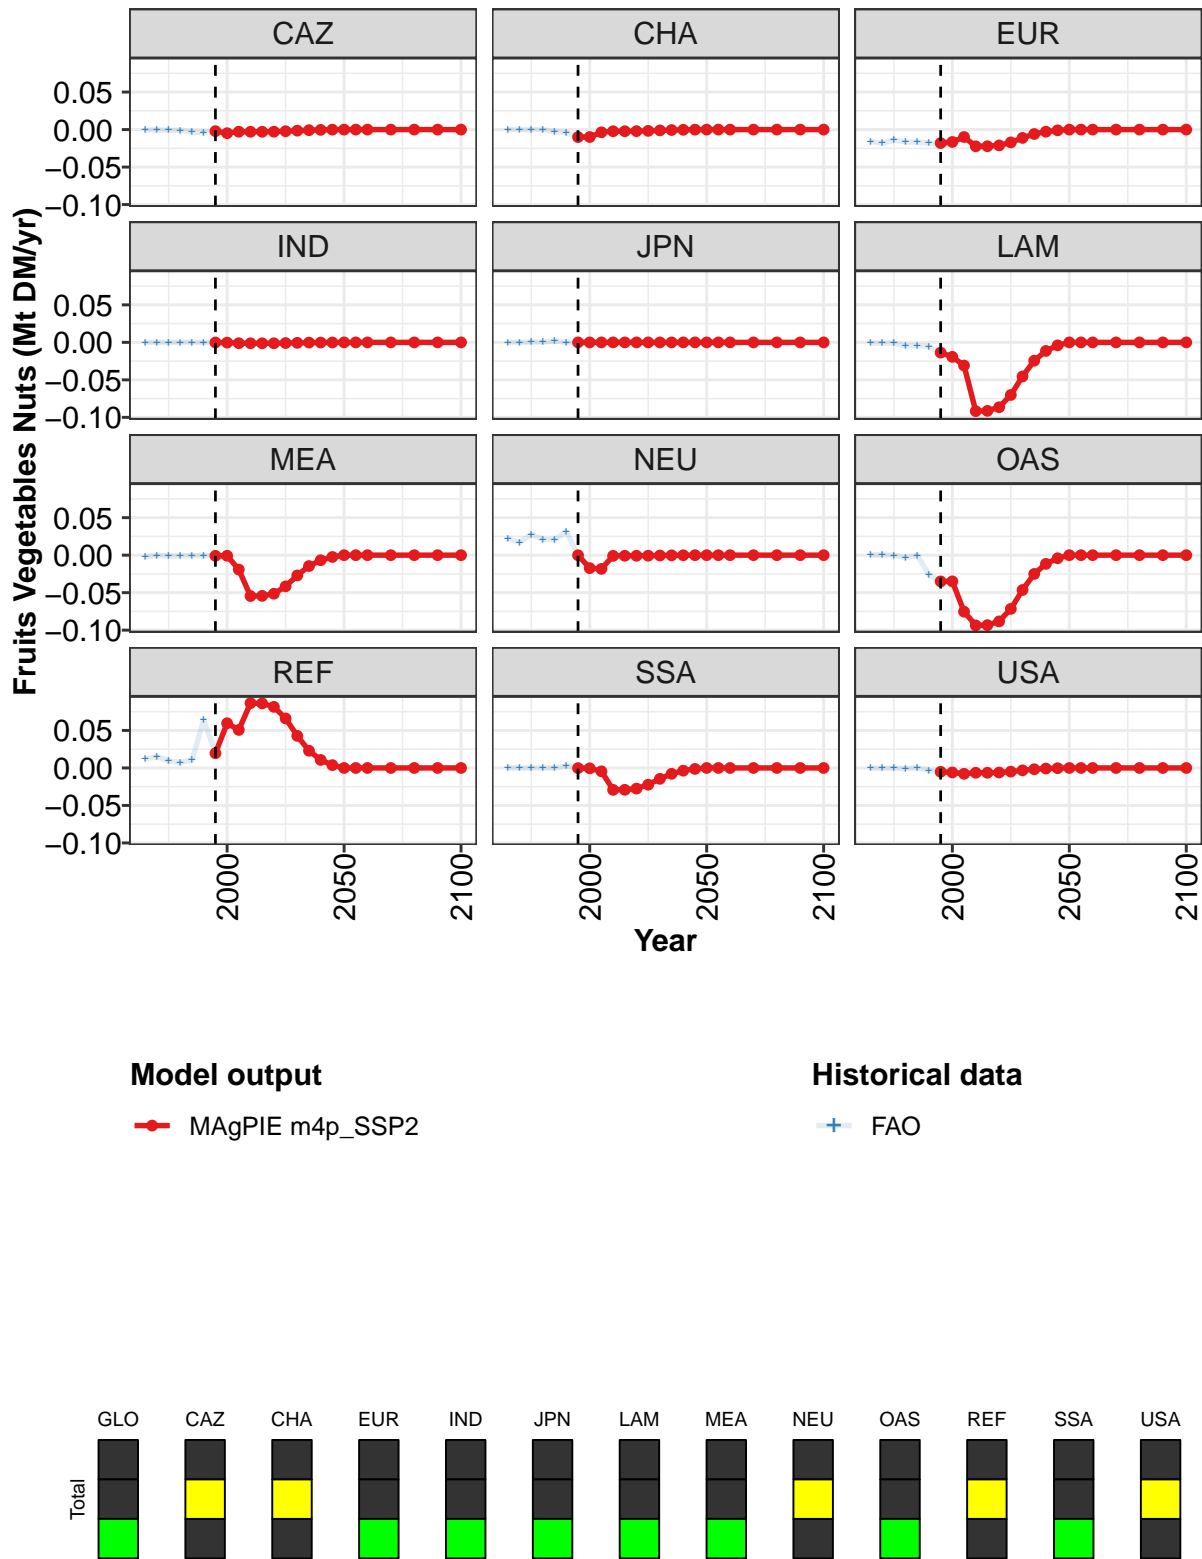 CAZ CHA EUR
0.05
0.00
−0.05
−0.10
IND JPN LAM
0.05
0.00
−0.05
−0.10
MEA NEU OAS
0.05
0.00
−0.05
−0.10
REF SSA USA
0.05
0.00
−0.05
−0.10
Fruits Vegetables Nuts (Mt DM/yr)
2000 2050 2100 2000 2050 2100 2000 2050 2100
Year
Model output Historical data
MAgPIE m4p_SSP2 FAO
GLO CAZ CHA EUR IND JPN LAM MEA NEU OAS REF SSA USA
Total